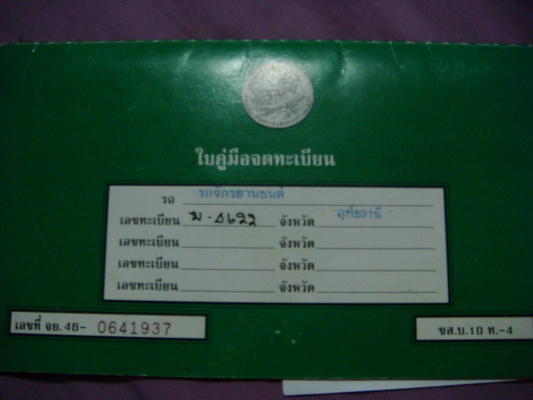 ใบคู่มือจดทะเบียน
รถ รถจักรยานยนต์
เลขทะเบียน ม-4622 จังหวัด อุทัยธานี
เลขทะเบียน จังหวัด
เลขทะเบียน จังหวัด
เลขทะเบียน จังหวัด
เลขที่ จย.46- 0641937
ขส.บ.10 ท.-4